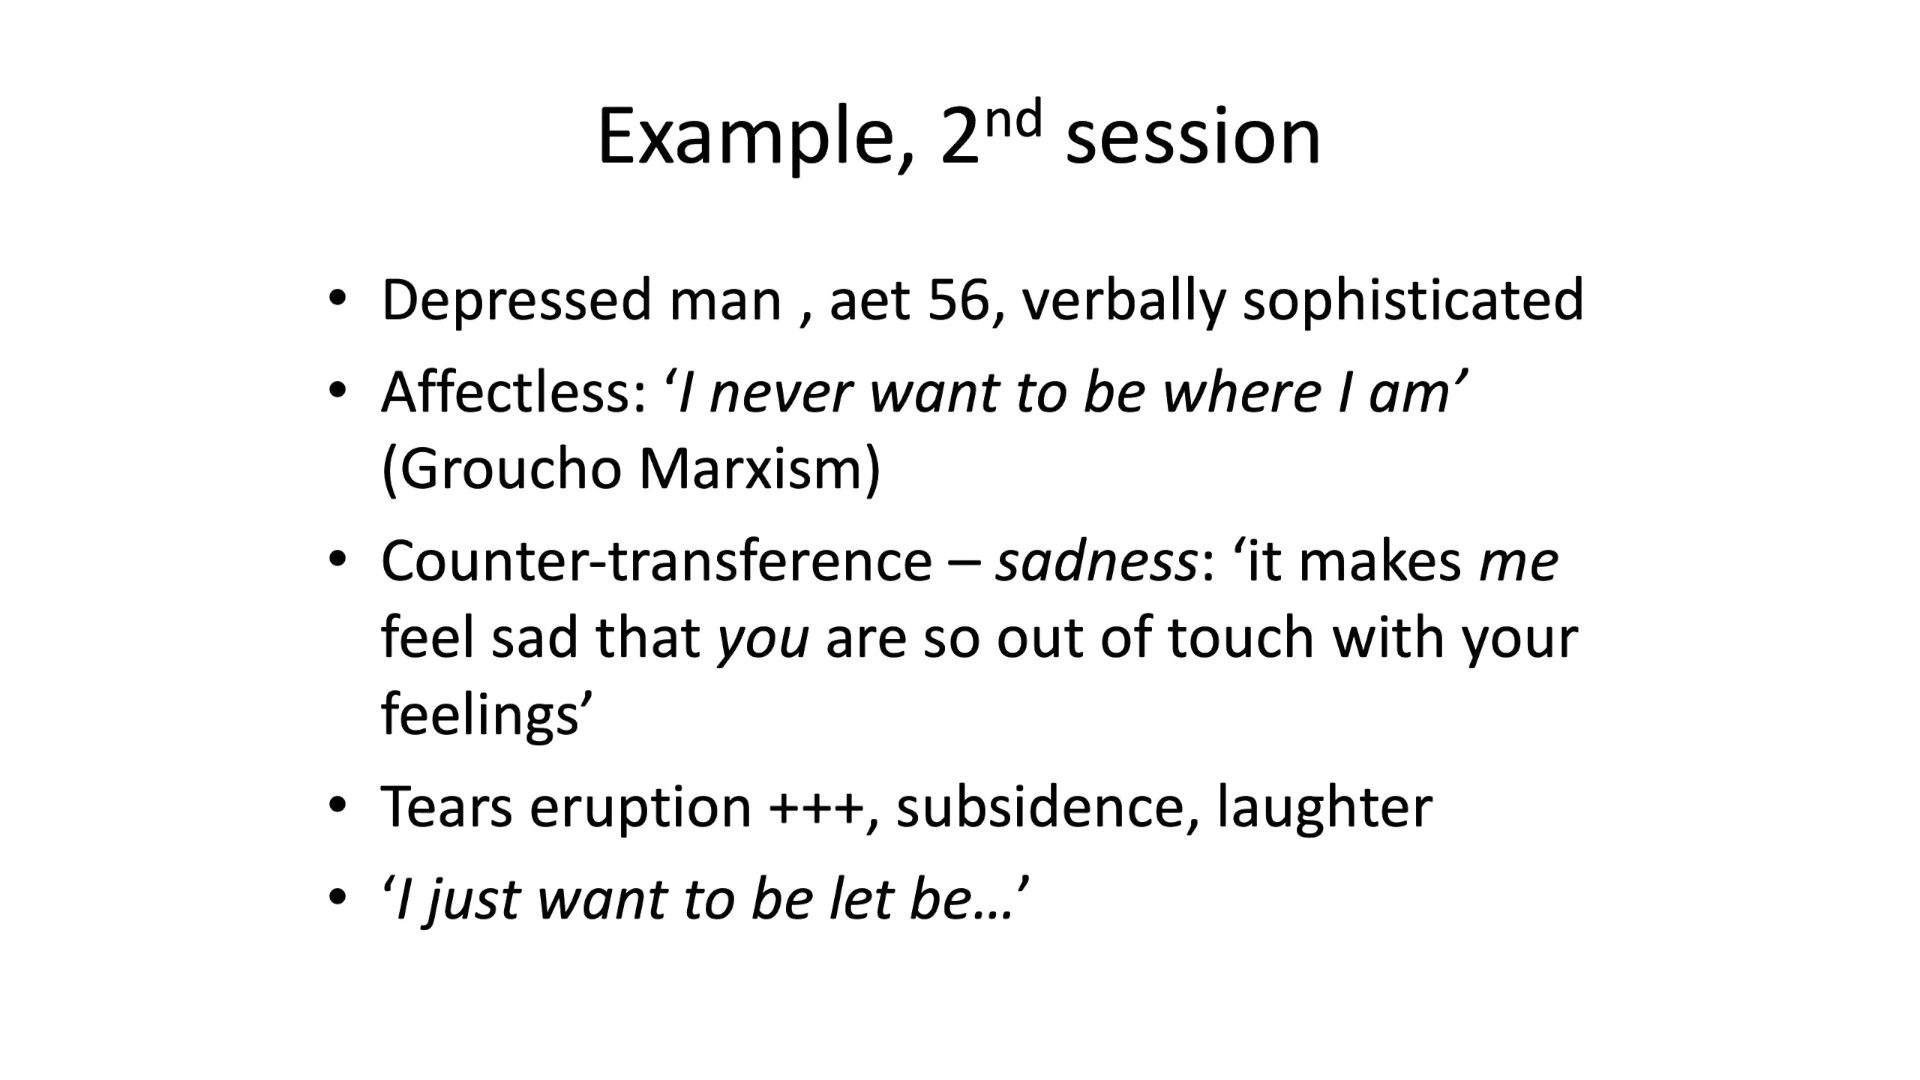 Example, 2nd session
• Depressed man , aet 56, verbally sophisticated
• Affectless: ‘I never want to be where I am’
(Groucho Marxism)
• Counter-transference – sadness: ‘it makes me
feel sad that you are so out of touch with your
feelings’
• Tears eruption +++, subsidence, laughter
• ‘I just want to be let be…’